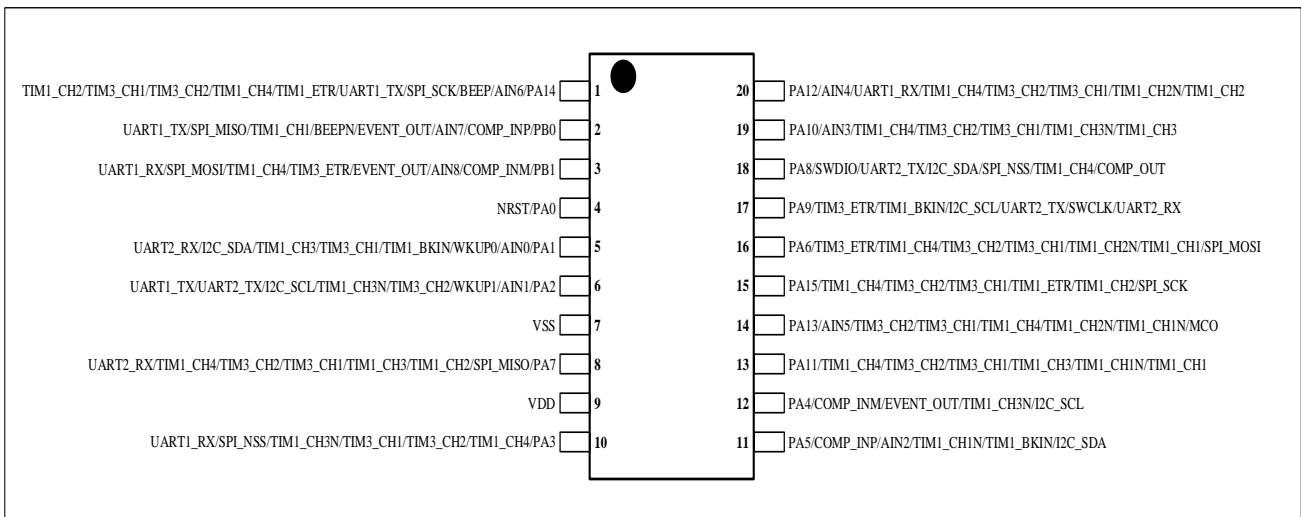 TIM1_CH2/TIM3_CH1/TIM3_CH2/TIM1_CH4/TIM1_ETR/UART1_TX/SPI_SCK/BEEP/AIN6/PA14 1
UART1_TX/SPI_MISO/TIM1_CH1/BEEPN/EVENT_OUT/AIN7/COMP_INP/PB0 2
UART1_RX/SPI_MOSI/TIM1_CH4/TIM3_ETR/EVENT_OUT/AIN8/COMP_INM/PB1 3
NRST/PA0 4
UART2_RX/I2C_SDA/TIM1_CH3/TIM3_CH1/TIM1_BKIN/WKUP0/AIN0/PA1 5
UART1_TX/UART2_TX/I2C_SCL/TIM1_CH3N/TIM3_CH2/WKUP1/AIN1/PA2 6
VSS 7
UART2_RX/TIM1_CH4/TIM3_CH2/TIM3_CH1/TIM1_CH3/TIM1_CH2/SPI_MISO/PA7 8
VDD 9
UART1_RX/SPI_NSS/TIM1_CH3N/TIM3_CH1/TIM3_CH2/TIM1_CH4/PA3 10
20 PA12/AIN4/UART1_RX/TIM1_CH4/TIM3_CH2/TIM3_CH1/TIM1_CH2N/TIM1_CH2
19 PA10/AIN3/TIM1_CH4/TIM3_CH2/TIM3_CH1/TIM1_CH3N/TIM1_CH3
18 PA8/SWDIO/UART2_TX/I2C_SDA/SPI_NSS/TIM1_CH4/COMP_OUT
17 PA9/TIM3_ETR/TIM1_BKIN/I2C_SCL/UART2_TX/SWCLK/UART2_RX
16 PA6/TIM3_ETR/TIM1_CH4/TIM3_CH2/TIM3_CH1/TIM1_CH2N/TIM1_CH1/SPI_MOSI
15 PA15/TIM1_CH4/TIM3_CH2/TIM3_CH1/TIM1_ETR/TIM1_CH2/SPI_SCK
14 PA13/AIN5/TIM3_CH2/TIM3_CH1/TIM1_CH4/TIM1_CH2N/TIM1_CH1N/MCO
13 PA11/TIM1_CH4/TIM3_CH2/TIM3_CH1/TIM1_CH3/TIM1_CH1N/TIM1_CH1
12 PA4/COMP_INM/EVENT_OUT/TIM1_CH3N/I2C_SCL
11 PA5/COMP_INP/AIN2/TIM1_CH1N/TIM1_BKIN/I2C_SDA